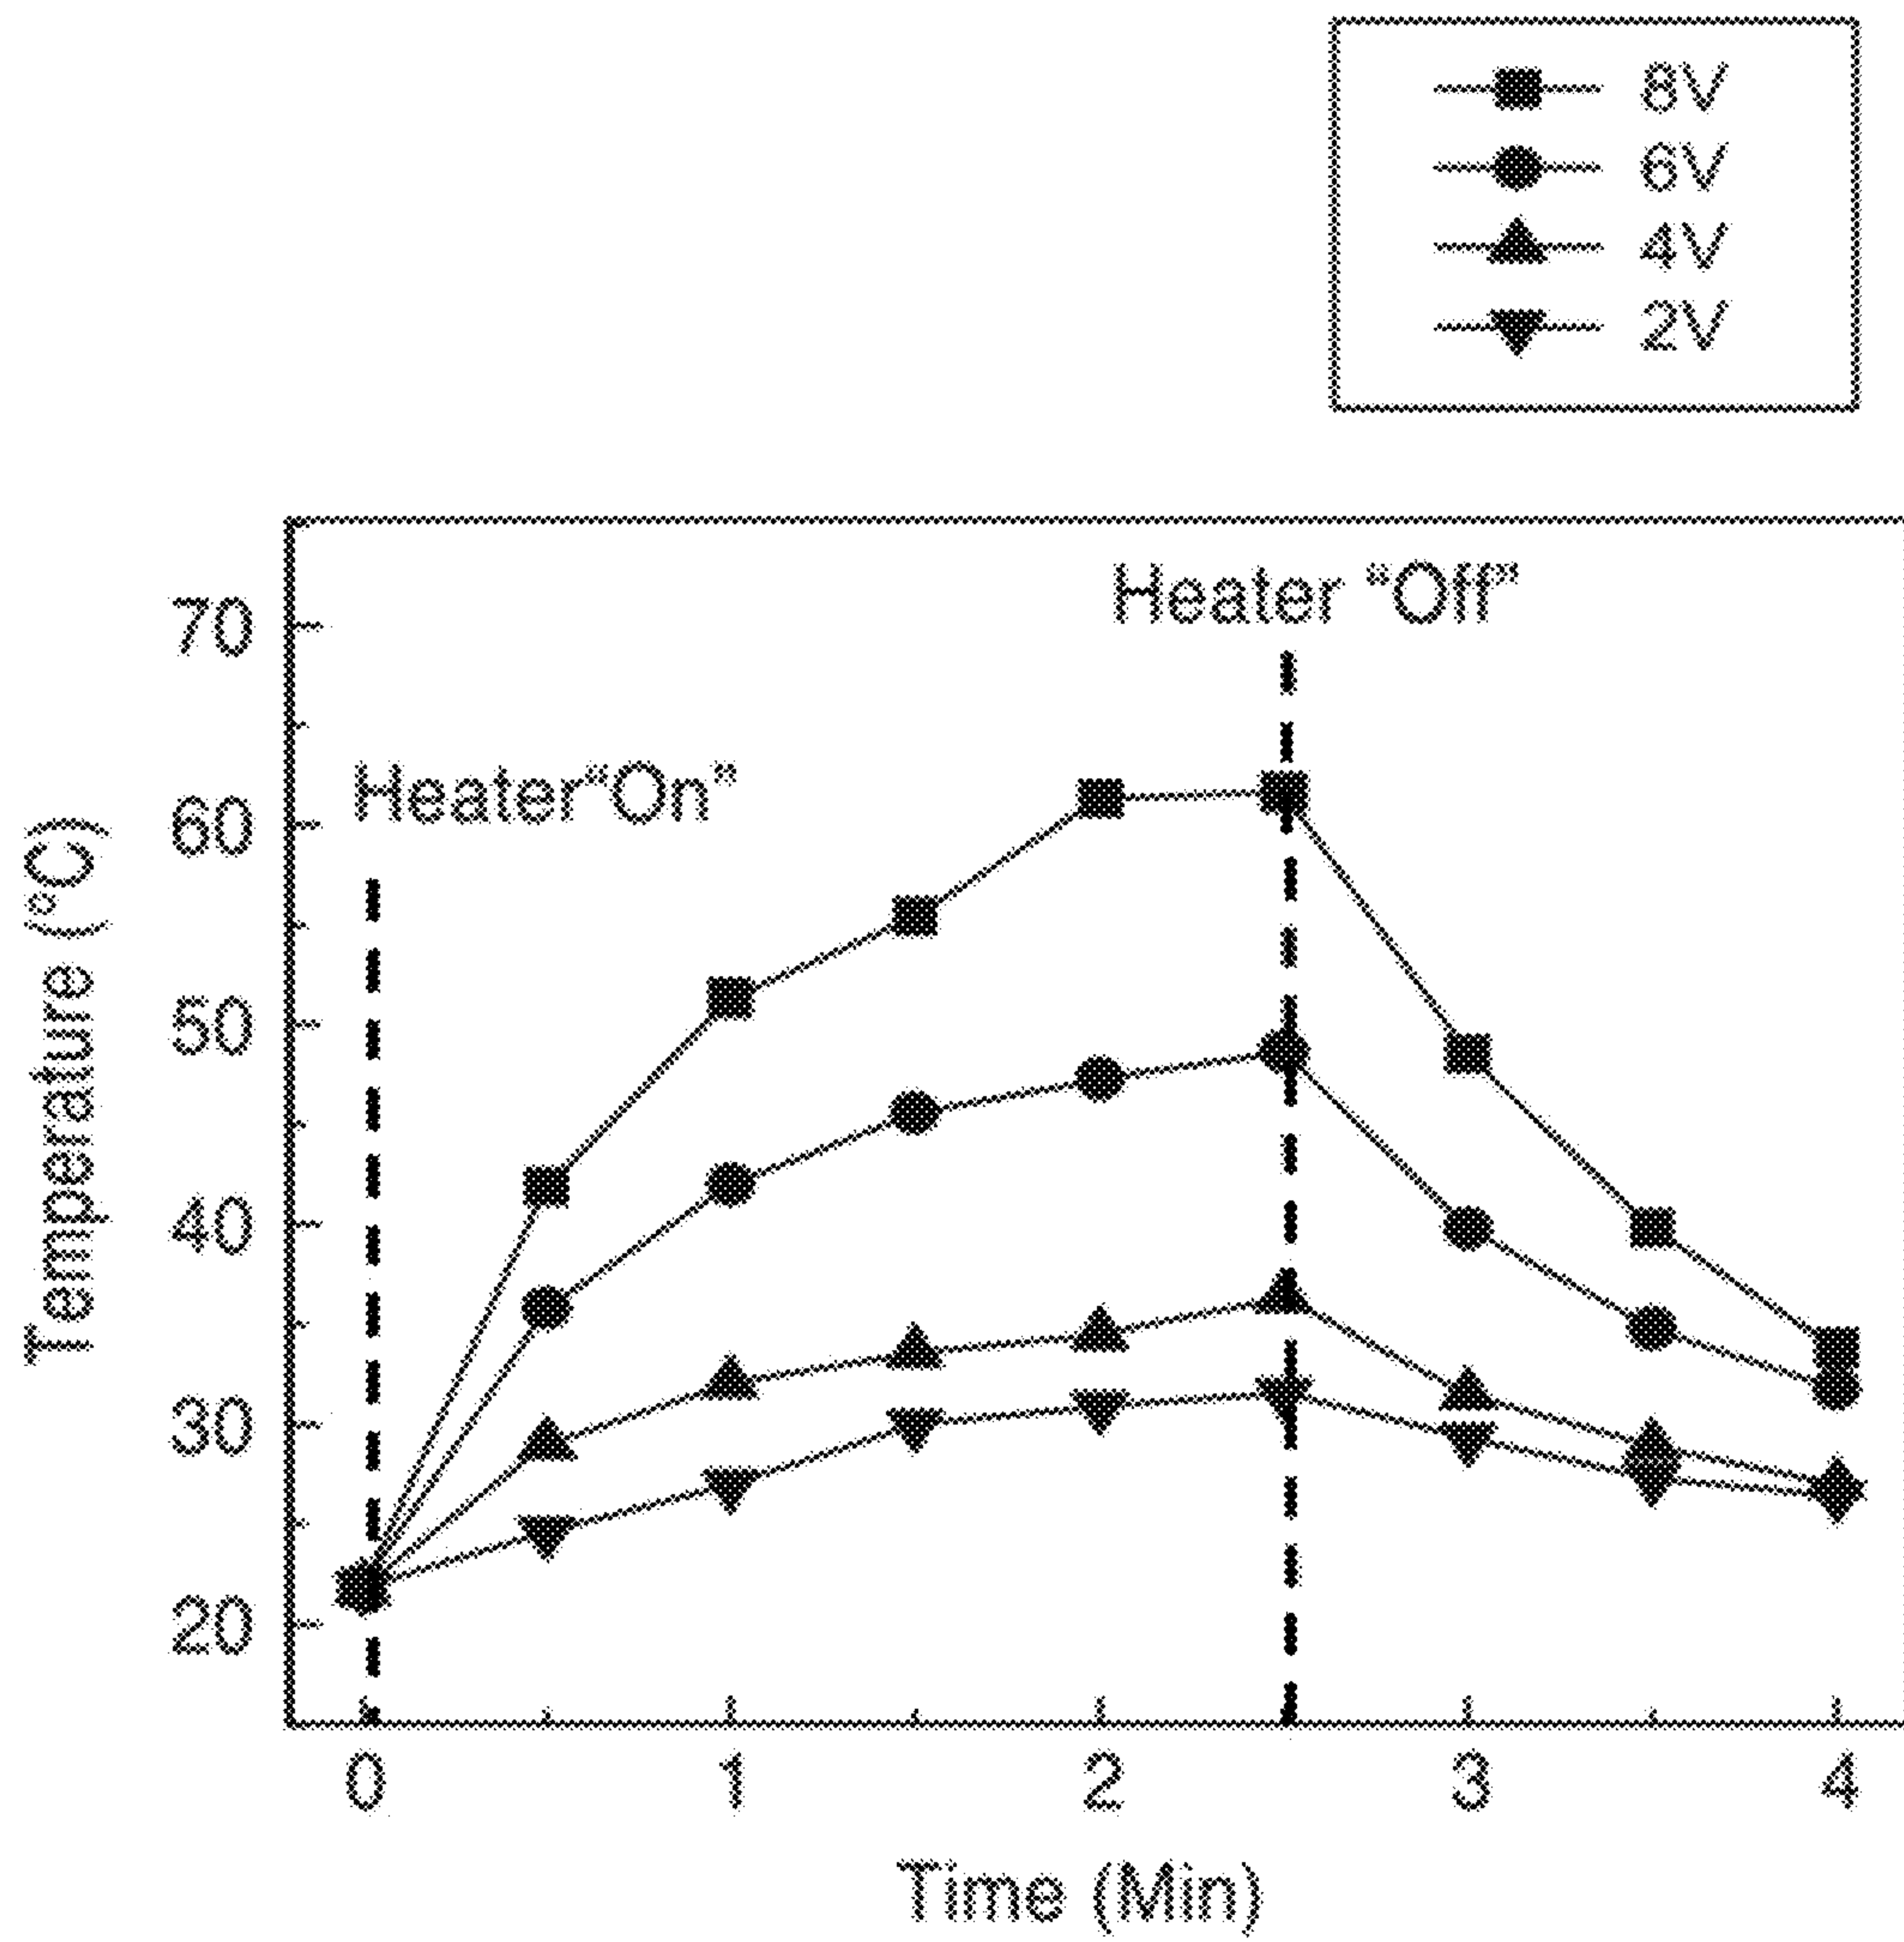 8V
6V
4V
2V
Heater “Off”
Heater“On”
70
60
50
40
30
20
Temperature (°C)
0 1 2 3 4
Time (Min)